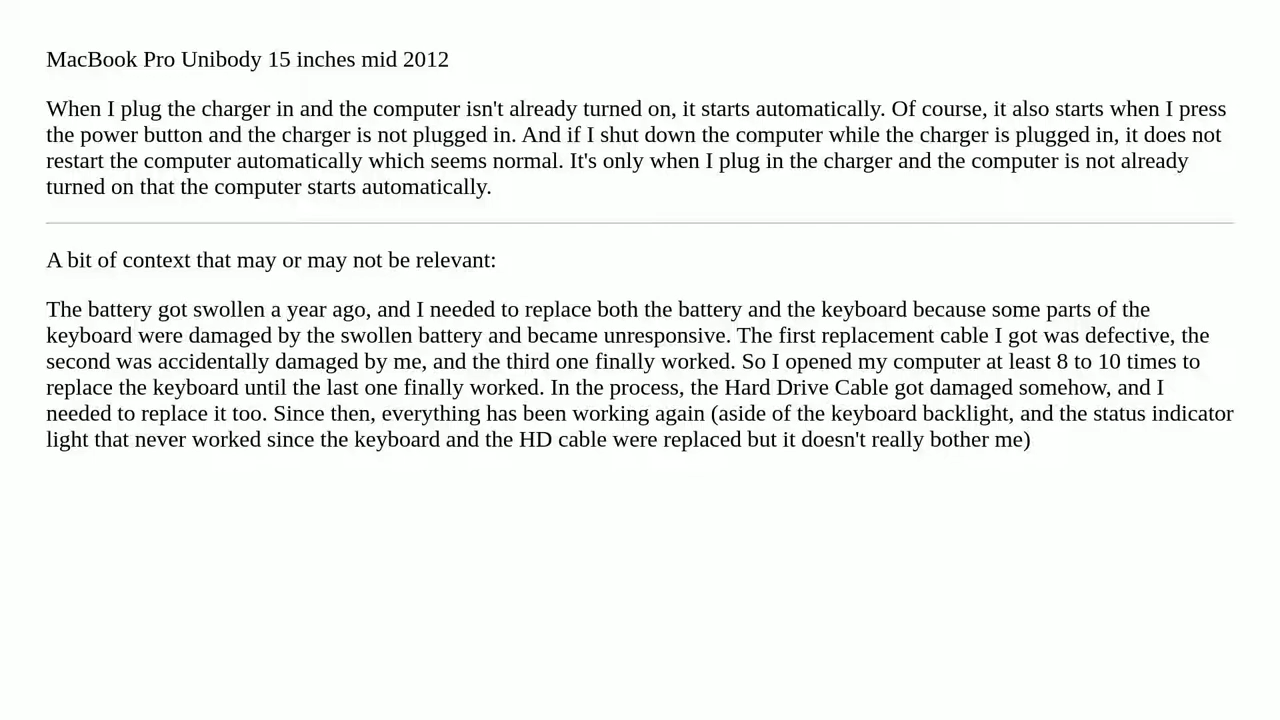 MacBook Pro Unibody 15 inches mid 2012
When I plug the charger in and the computer isn't already turned on, it starts automatically. Of course, it also starts when I press
the power button and the charger is not plugged in. And if I shut down the computer while the charger is plugged in, it does not
restart the computer automatically which seems normal. It's only when I plug in the charger and the computer is not already
turned on that the computer starts automatically.
A bit of context that may or may not be relevant:
The battery got swollen a year ago, and I needed to replace both the battery and the keyboard because some parts of the
keyboard were damaged by the swollen battery and became unresponsive. The first replacement cable I got was defective, the
second was accidentally damaged by me, and the third one finally worked. So I opened my computer at least 8 to 10 times to
replace the keyboard until the last one finally worked. In the process, the Hard Drive Cable got damaged somehow, and I
needed to replace it too. Since then, everything has been working again (aside of the keyboard backlight, and the status indicator
light that never worked since the keyboard and the HD cable were replaced but it doesn't really bother me)